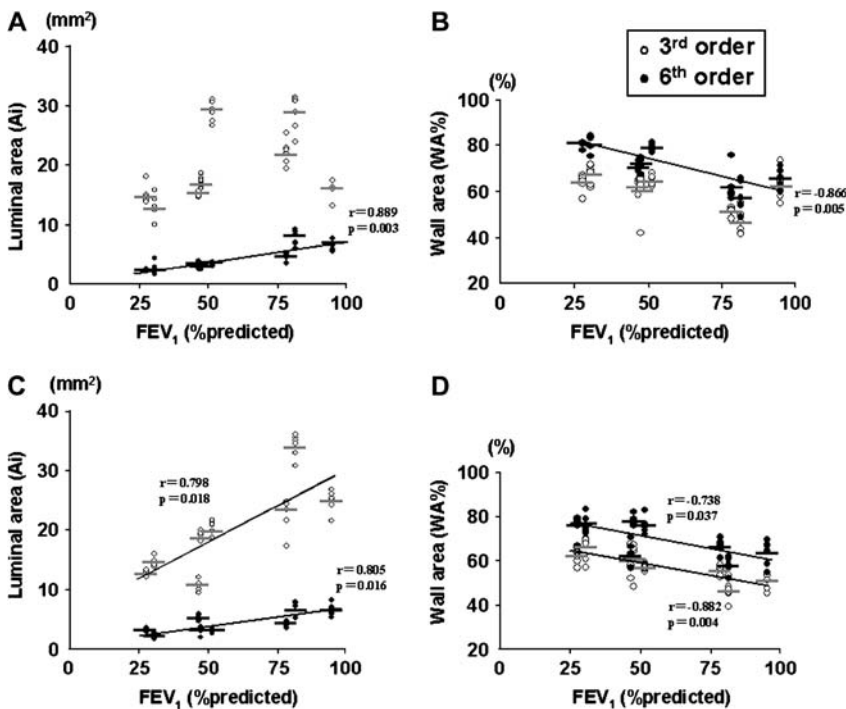 A (mm²)
Luminal area (Ai)
40
30
20
10
0
r=0.889
p=0.003
0 25 50 75 100
FEV₁ (%predicted)
B
3rd order
6th order
(%)
Wall area (WA%)
100
80
60
40
20
r=-0.866
p=0.005
0 25 50 75 100
FEV₁ (%predicted)
C (mm²)
Luminal area (Ai)
40
30
20
10
0
r=0.798
p=0.018
r=0.805
p=0.016
0 25 50 75 100
FEV₁ (%predicted)
D
(%)
Wall area (WA%)
100
80
60
40
20
r=-0.738
p=0.037
r=-0.882
p=0.004
0 25 50 75 100
FEV₁ (%predicted)